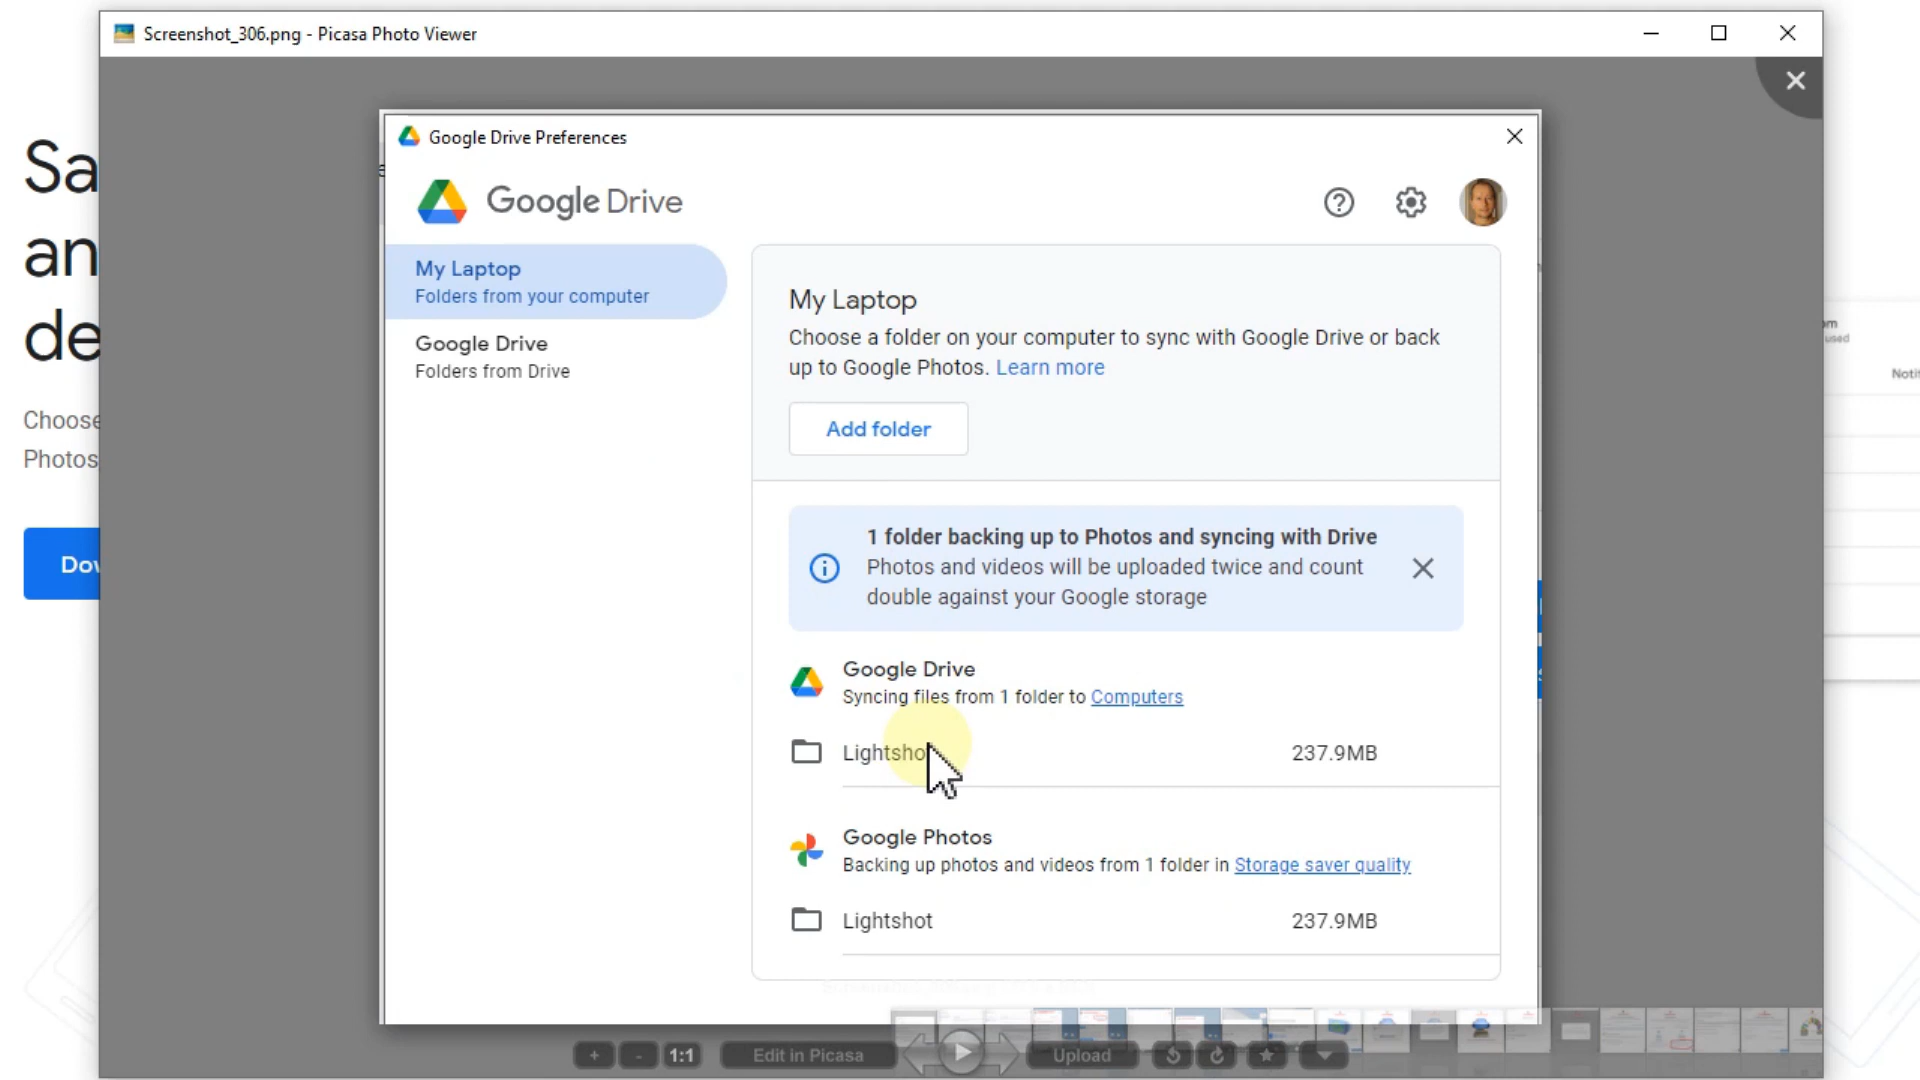 Screenshot_306.png - Picasa Photo Viewer
Google Drive Preferences
Google Drive
My Laptop
Folders from your computer
Google Drive
Folders from Drive
My Laptop
Choose a folder on your computer to sync with Google Drive or back
up to Google Photos. Learn more
Add folder
1 folder backing up to Photos and syncing with Drive
Photos and videos will be uploaded twice and count
double against your Google storage
Google Drive
Syncing files from 1 folder to Computers
Lightshot 237.9MB
Google Photos
Backing up photos and videos from 1 folder in Storage saver quality
Lightshot 237.9MB
+ - 1:1 Edit in Picasa Upload
Sa
an
de
Choose
Photos
Dow
om
used
Notif